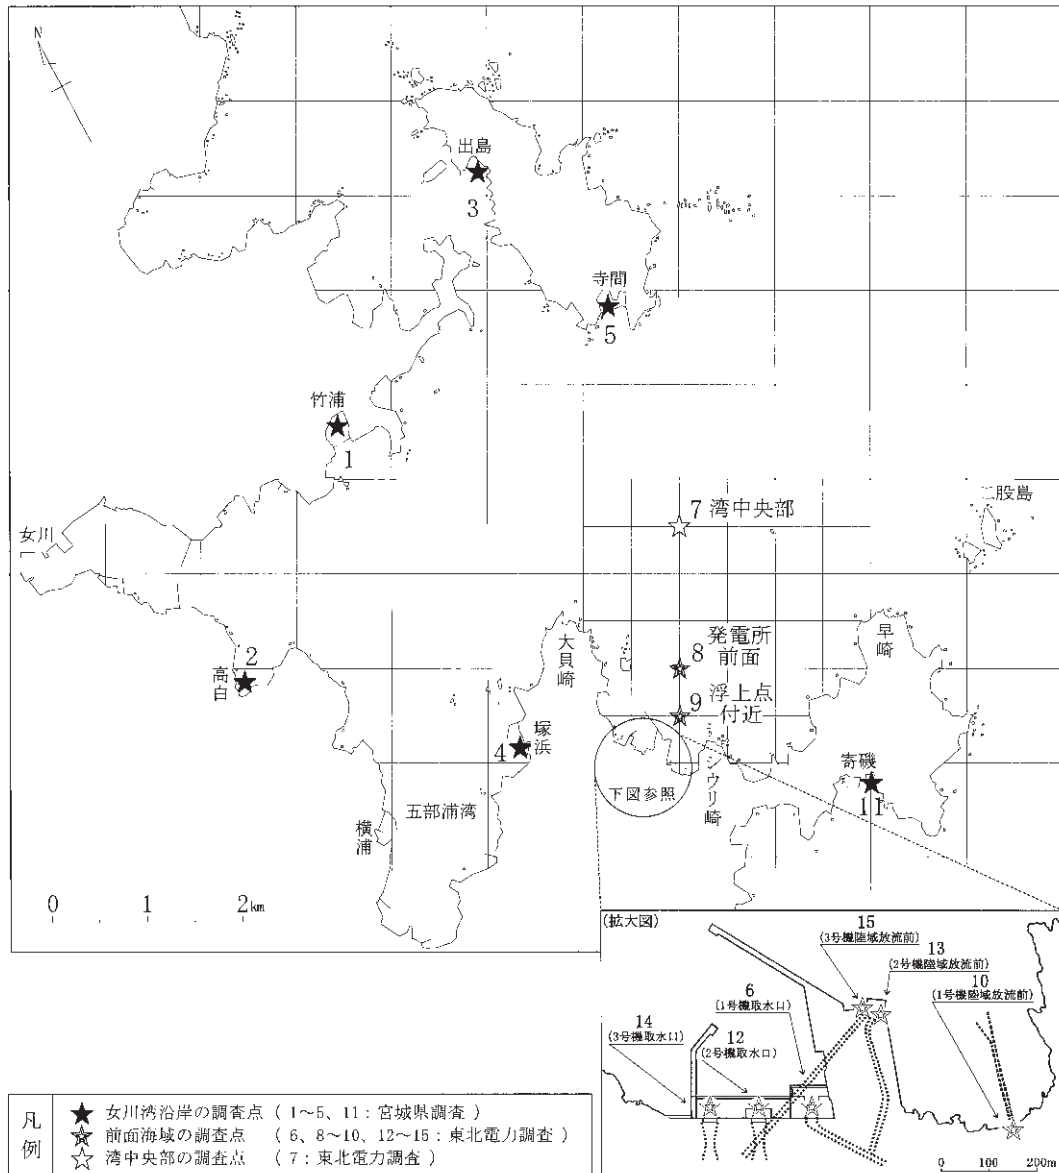 N
出島
3
寺間
5
竹浦
1
女川
7 湾中央部
二股島
2
高白
大貝崎
8 発電所前面
9 浮上点付近
早崎
4
塚浜
シウリ崎
寄磯
11
下図参照
五部浦湾
横浦
0 1 2km
(拡大図)
15
(3号機陸域放流前)
13
(2号機陸域放流前)
10
(1号機陸域放流前)
6
(1号機取水口)
14
(3号機取水口)
12
(2号機取水口)
0 100 200m
凡例
★ 女川湾沿岸の調査点 ( 1~5、11:宮城県調査 )
前面海域の調査点 ( 6、8~10、12~15:東北電力調査 )
☆ 湾中央部の調査点 ( 7:東北電力調査 )